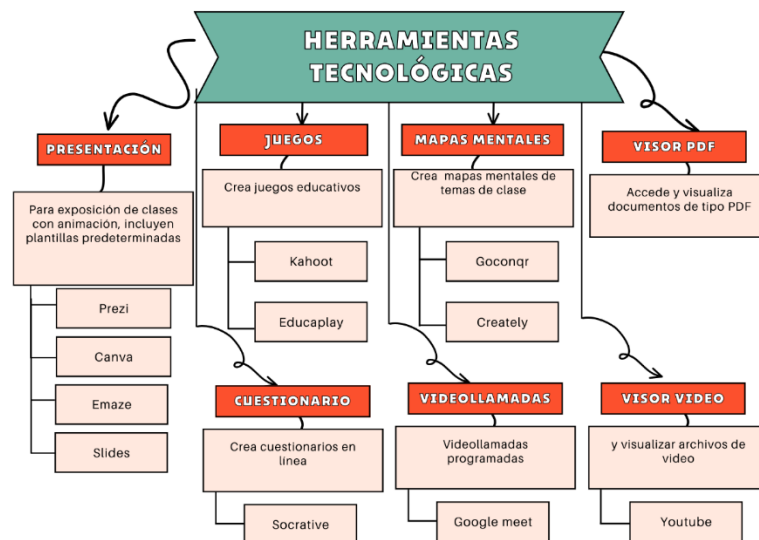 HERRAMIENTAS
TECNOLÓGICAS
PRESENTACIÓN
Para exposición de clases
con animación, incluyen
plantillas predeterminadas
Prezi
Canva
Emaze
Slides
JUEGOS
Crea juegos educativos
Kahoot
Educaplay
MAPAS MENTALES
Crea mapas mentales de
temas de clase
Goconqr
Creately
VISOR PDF
Accede y visualiza
documentos de tipo PDF
CUESTIONARIO
Crea cuestionarios en
línea
Socrative
VIDEOLLAMADAS
Videollamadas
programadas
Google meet
VISOR VIDEO
y visualizar archivos de
video
Youtube